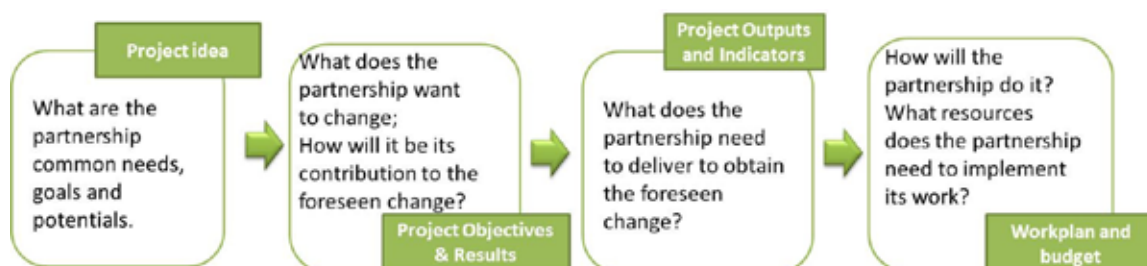 Project idea
What are the
partnership
common needs,
goals and
potentials.
What does the
partnership want
to change;
How will it be its
contribution to the
foreseen change?
Project Objectives
& Results
Project Outputs
and Indicators
What does the
partnership need
to deliver to obtain
the foreseen
change?
How will the
partnership do it?
What resources
does the partnership
need to implement
its work?
Workplan and
budget